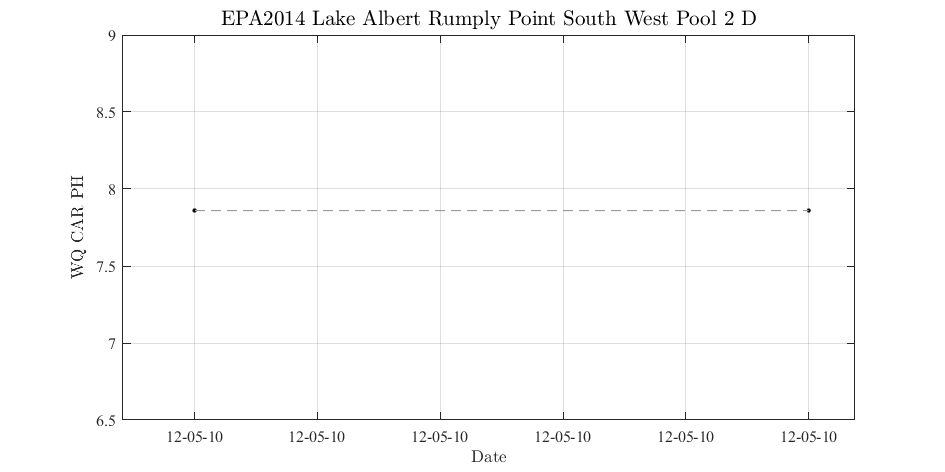 EPA2014 Lake Albert Rumply Point South West Pool 2 D
WQ CAR PH
9
8.5
8
7.5
7
6.5
12-05-10 12-05-10 12-05-10 12-05-10 12-05-10 12-05-10
Date